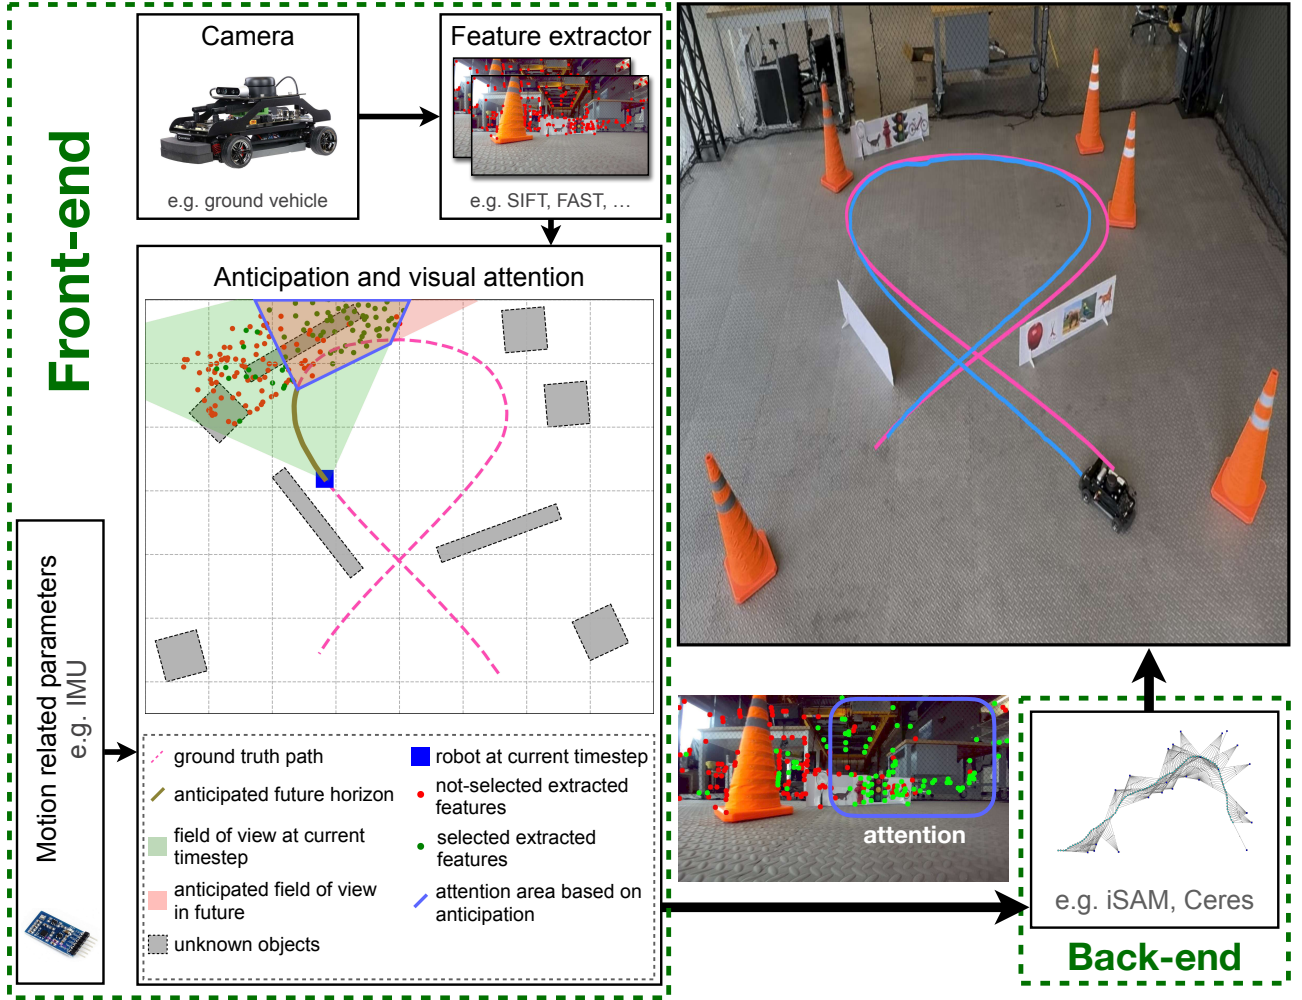 Front-end
Camera
e.g. ground vehicle
Feature extractor
e.g. SIFT, FAST, ...
Anticipation and visual attention
Motion related parameters
e.g. IMU
ground truth path
anticipated future horizon
field of view at current
timestep
anticipated field of view
in future
unknown objects
robot at current timestep
not-selected extracted
features
selected extracted
features
attention area based on
anticipation
attention
e.g. iSAM, Ceres
Back-end